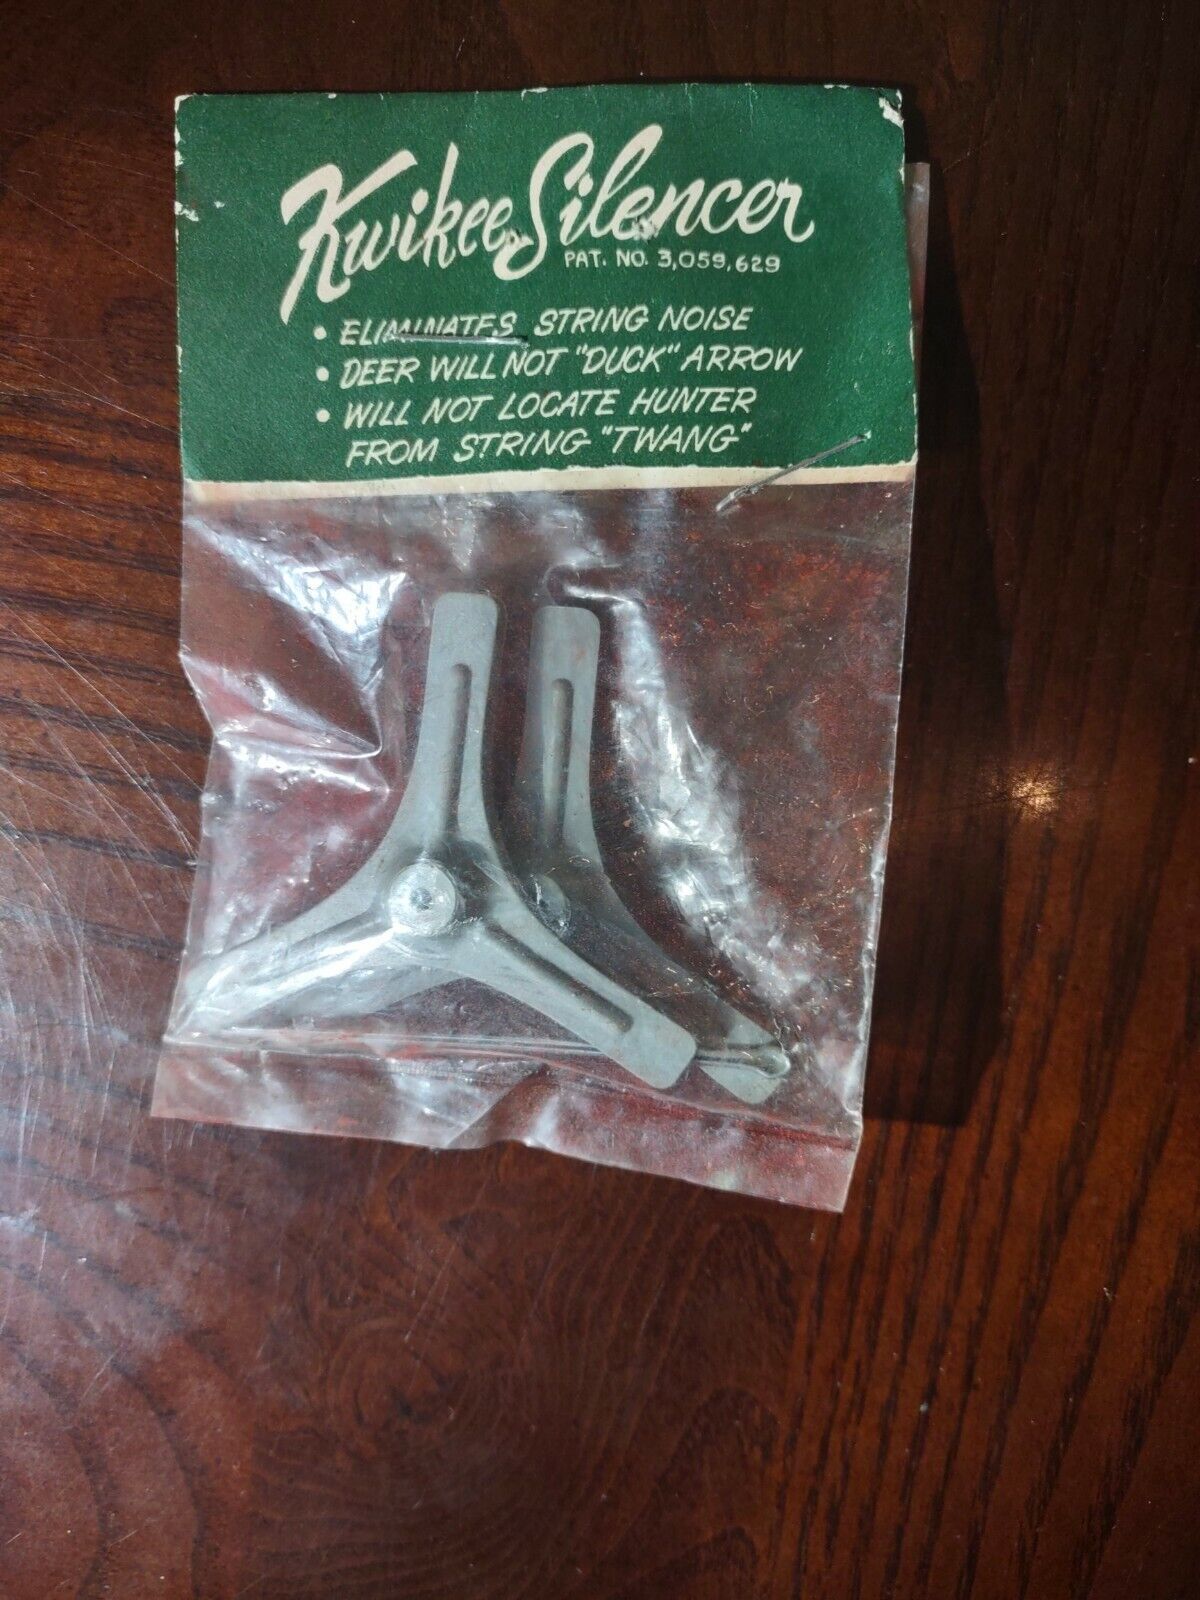 Kwikee Silencer
PAT. NO. 3,059,629
• ELIMINATES STRING NOISE
• DEER WILL NOT "DUCK" ARROW
• WILL NOT LOCATE HUNTER
FROM STRING "TWANG"